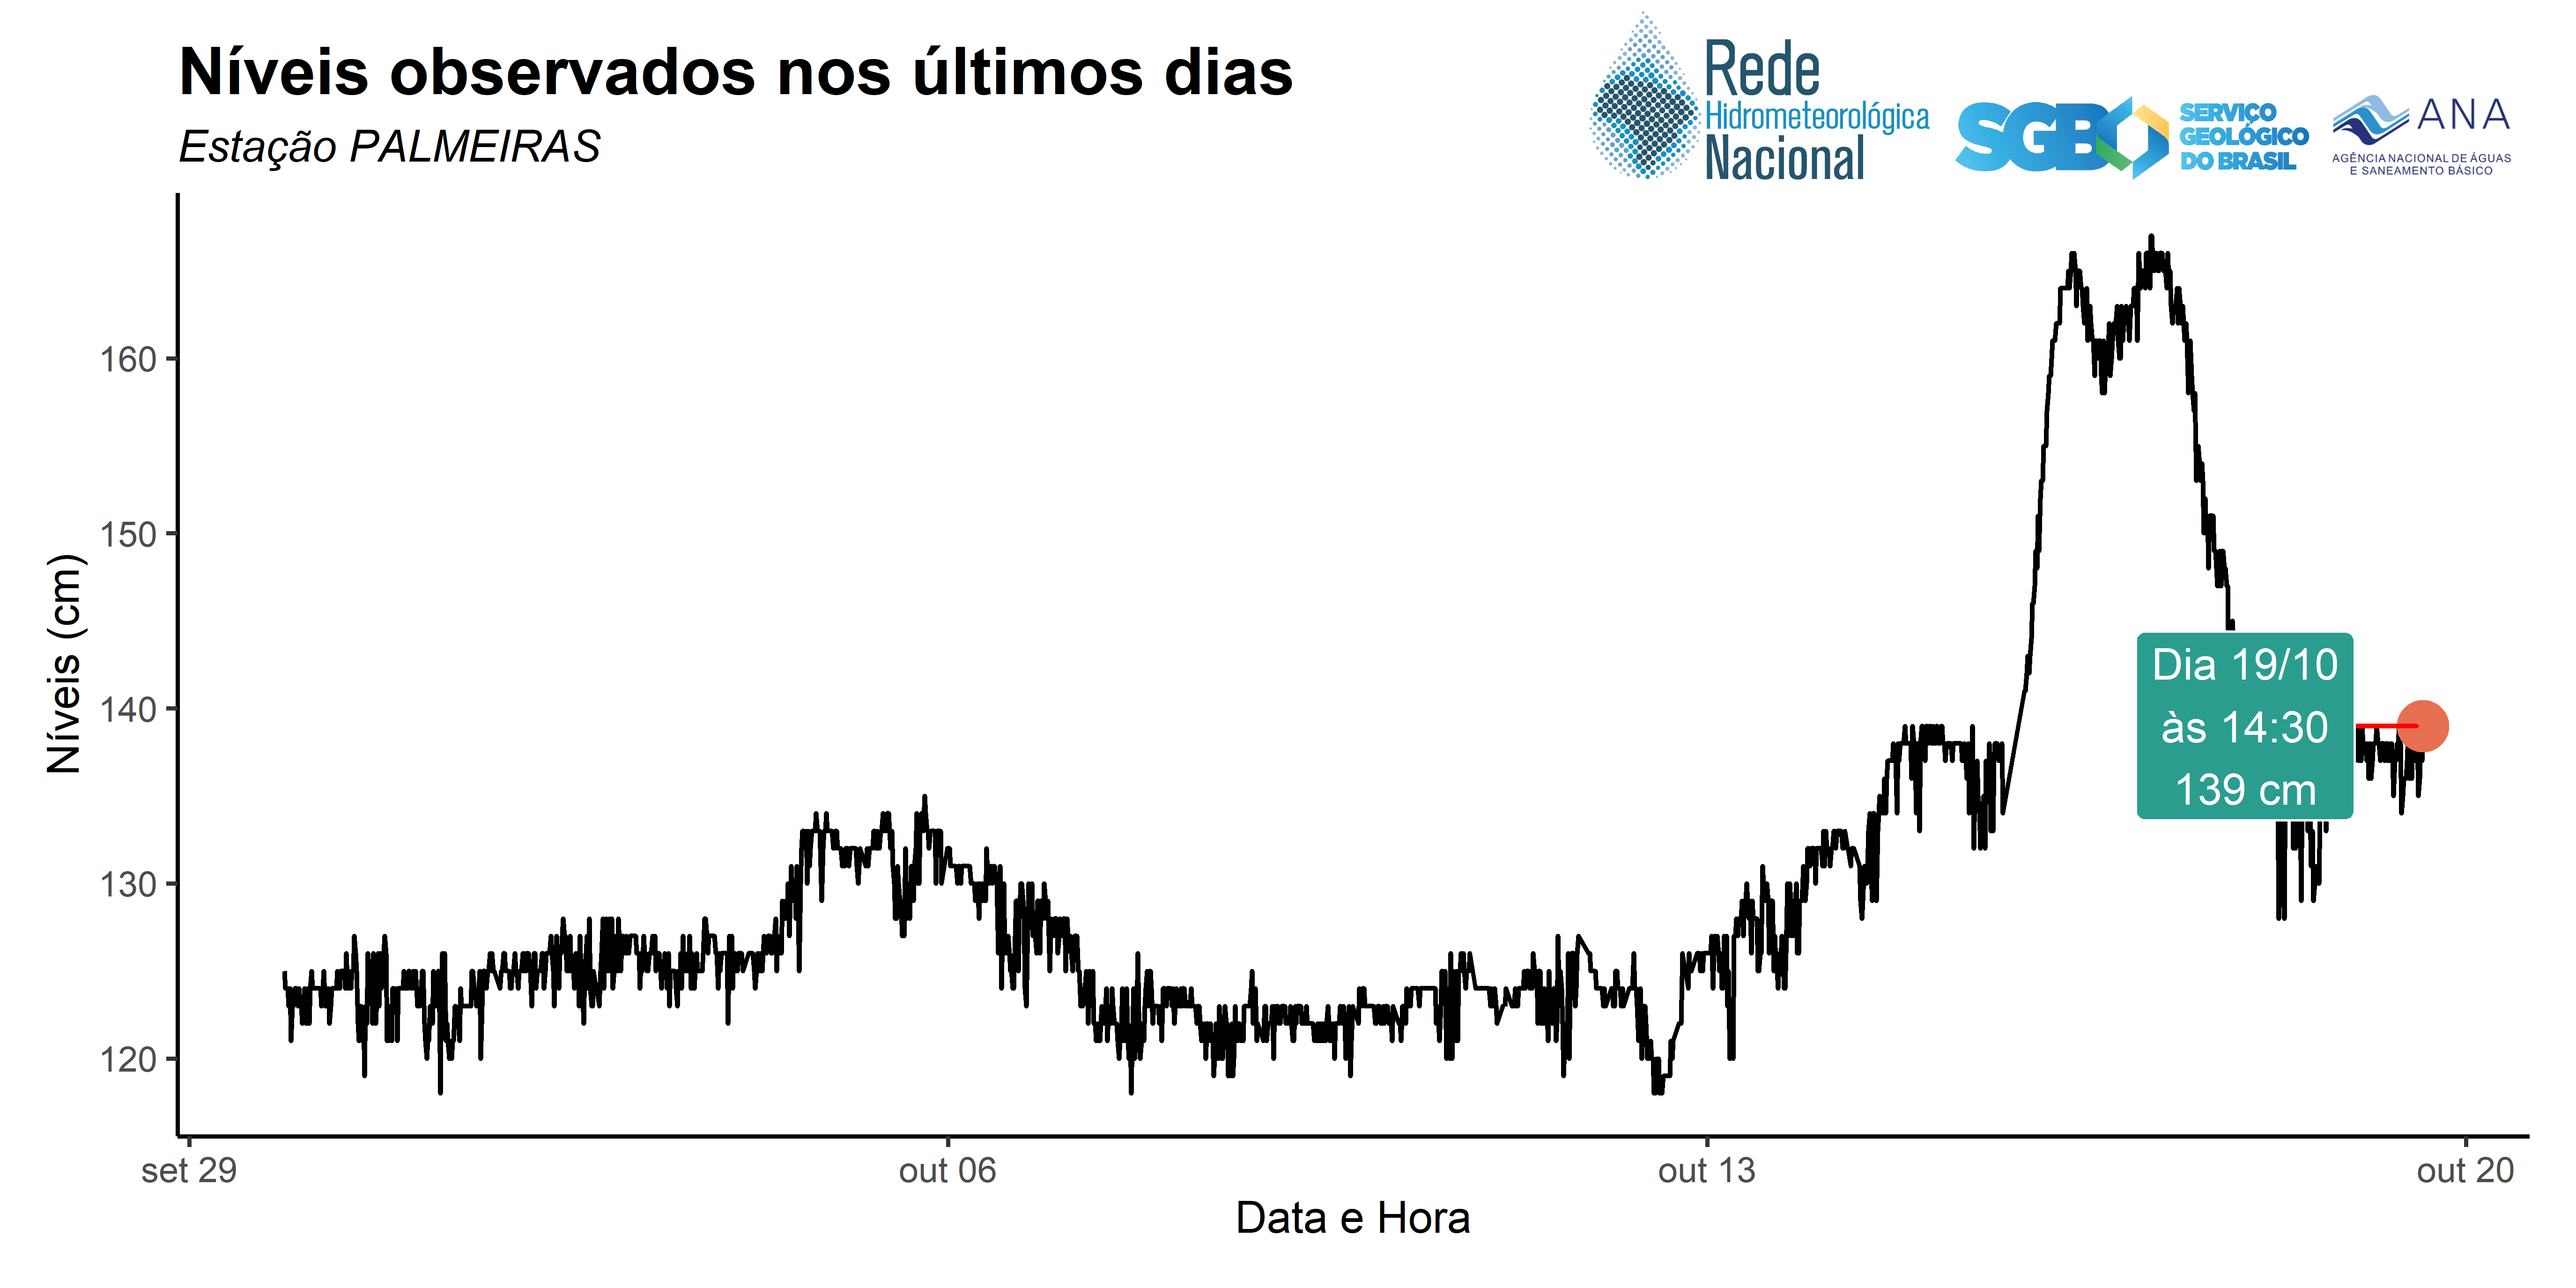 Níveis observados nos últimos dias
Estação PALMEIRAS
Rede
Hidrometeorológica
Nacional
SGB
SERVIÇO
GEOLÓGICO
DO BRASIL
ANA
AGÊNCIA NACIONAL DE ÁGUAS
E SANEAMENTO BÁSICO
Níveis (cm)
160
150
140
130
120
Dia 19/10
às 14:30
139 cm
set 29
out 06
out 13
out 20
Data e Hora